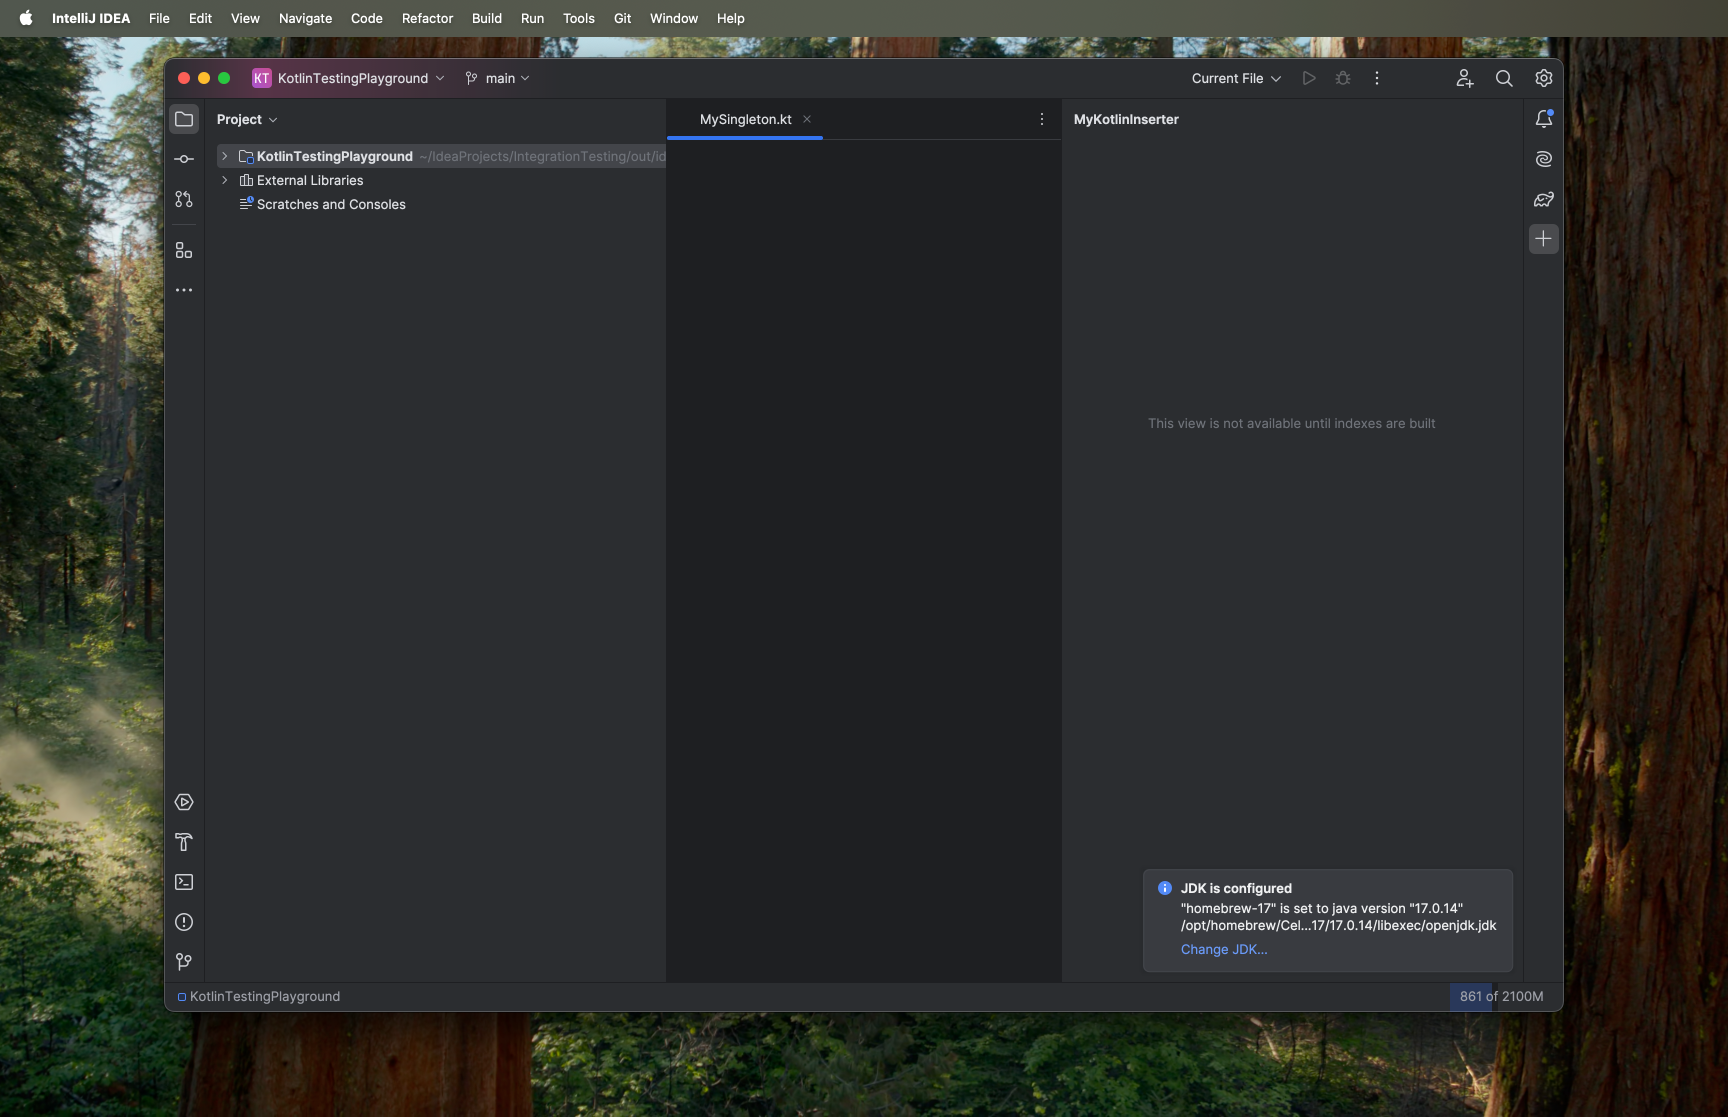 IntelliJ IDEA File Edit View Navigate Code Refactor Build Run Tools Git Window Help
KT KotlinTestingPlayground main Current File
Project
MySingleton.kt
MyKotlinInserter
KotlinTestingPlayground ~/IdeaProjects/IntegrationTesting/out/id
External Libraries
Scratches and Consoles
This view is not available until indexes are built
JDK is configured
"homebrew-17" is set to java version "17.0.14"
/opt/homebrew/Cel...17/17.0.14/libexec/openjdk.jdk
Change JDK...
KotlinTestingPlayground
861 of 2100M